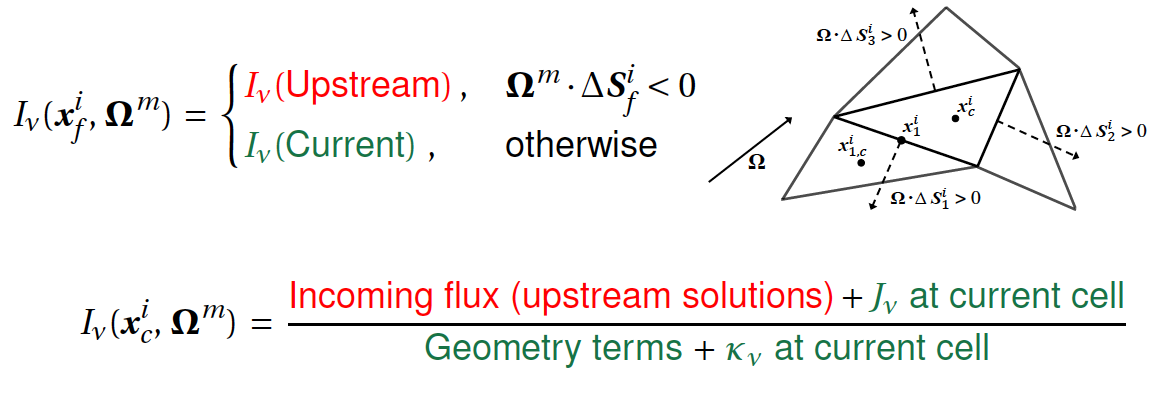 I_ν(x_f^i, Ω^m) = { I_ν(Upstream) , Ω^m · ΔS_f^i < 0
I_ν(Current) , otherwise
Ω·Δ S_3^i > 0
x_c^i
x_1^i
Ω·Δ S_2^i > 0
x_{1,c}^i
Ω
Ω·Δ S_1^i > 0
Incoming flux (upstream solutions) + J_ν at current cell
I_ν(x_c^i, Ω^m) =
Geometry terms + κ_ν at current cell